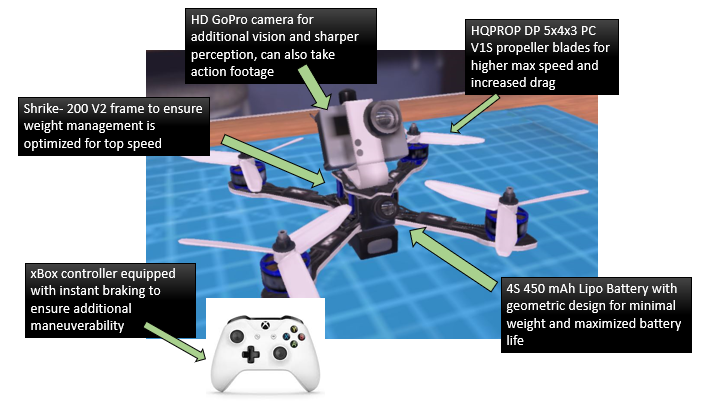 HD GoPro camera for
additional vision and sharper
perception, can also take
action footage
HQPROP DP 5x4x3 PC
V1S propeller blades for
higher max speed and
increased drag
Shrike- 200 V2 frame to ensure
weight management is
optimized for top speed
xBox controller equipped
with instant braking to
ensure additional
maneuverability
4S 450 mAh Lipo Battery with
geometric design for minimal
weight and maximized battery
life